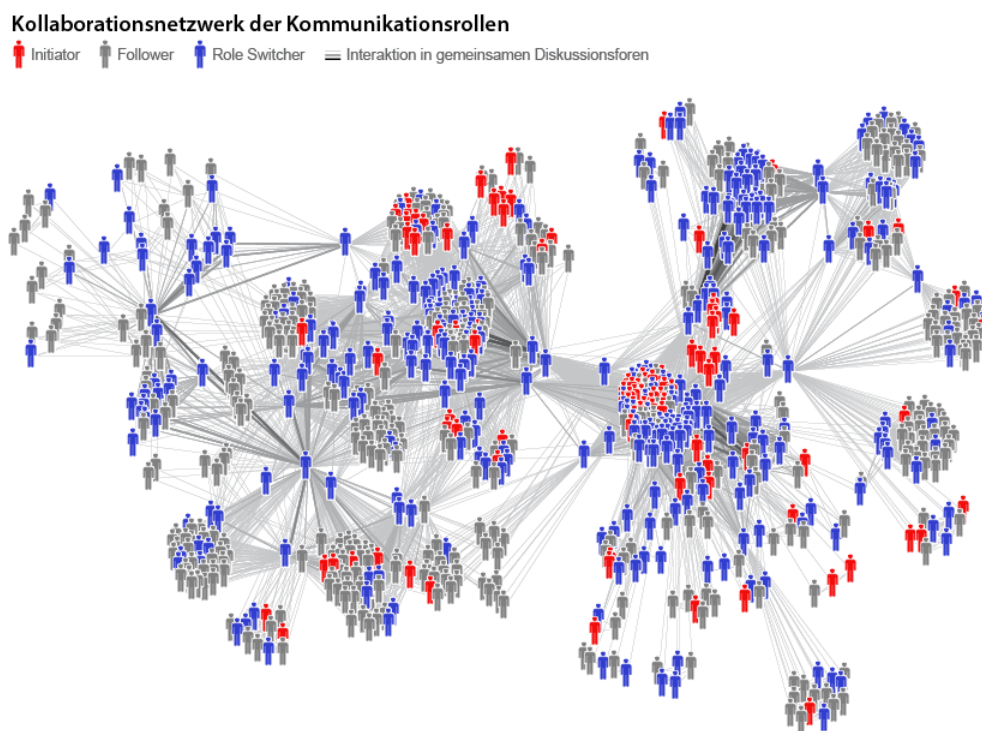 Kollaborationsnetzwerk der Kommunikationsrollen
Initiator Follower Role Switcher Interaktion in gemeinsamen Diskussionsforen